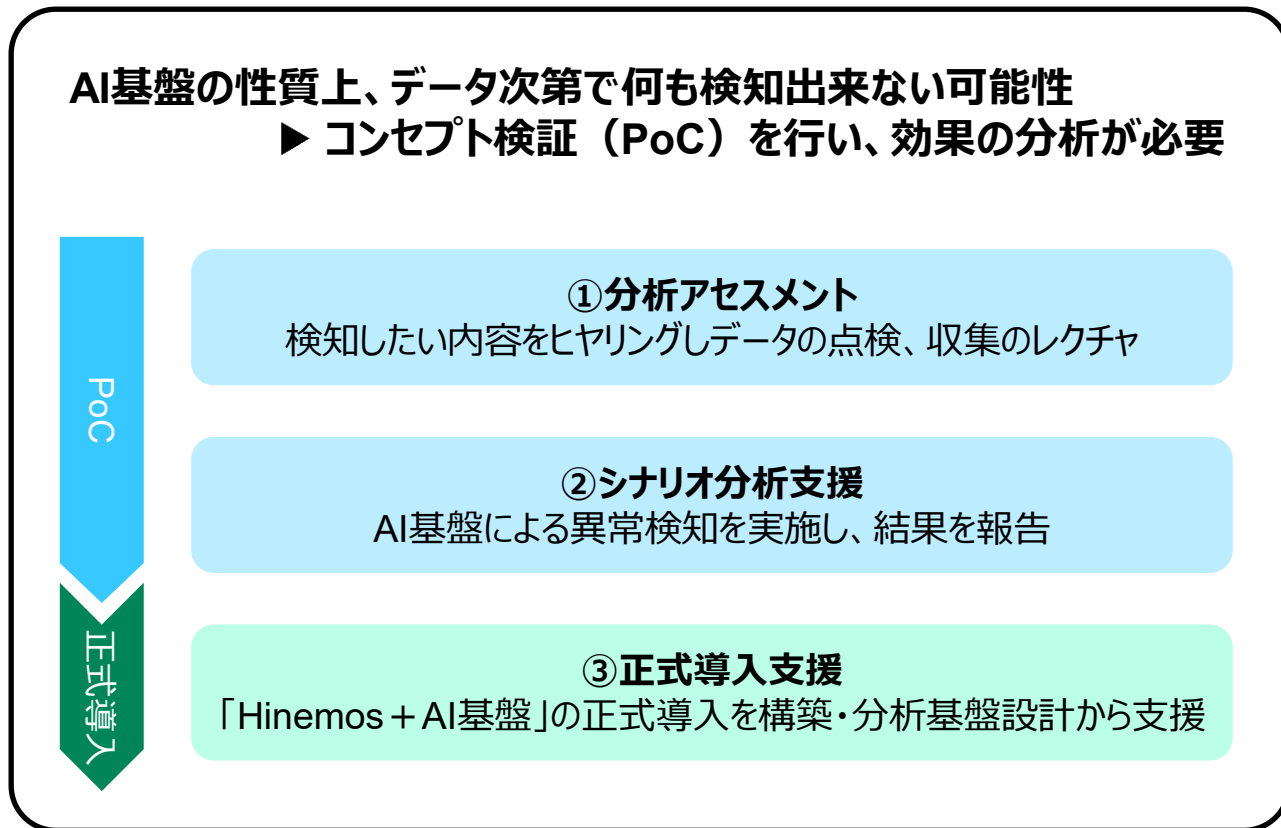 AI基盤の性質上、データ次第で何も検知出来ない可能性
▶ コンセプト検証（PoC）を行い、効果の分析が必要
PoC
①分析アセスメント
検知したい内容をヒヤリングしデータの点検、収集のレクチャ
②シナリオ分析支援
AI基盤による異常検知を実施し、結果を報告
正式導入
③正式導入支援
「Hinemos＋AI基盤」の正式導入を構築・分析基盤設計から支援